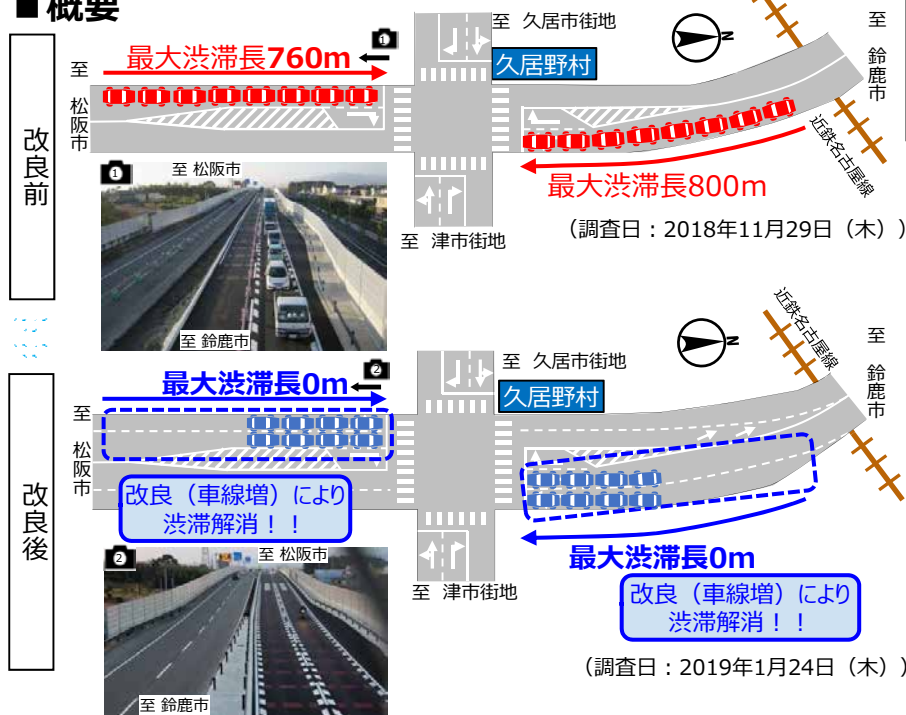 ■概要
改良前
至 久居市街地
久居野村
N
至 鈴鹿市
近鉄名古屋線
最大渋滞長760m
1
至 松阪市
1
至 松阪市
至 鈴鹿市
最大渋滞長800m
至 津市街地
（調査日：2018年11月29日（木））
改良後
最大渋滞長0m
2
至 久居市街地
久居野村
N
近鉄名古屋線
至 鈴鹿市
至 松阪市
改良（車線増）により
渋滞解消！！
2
至 松阪市
至 鈴鹿市
至 津市街地
最大渋滞長0m
改良（車線増）により
渋滞解消！！
（調査日：2019年1月24日（木））